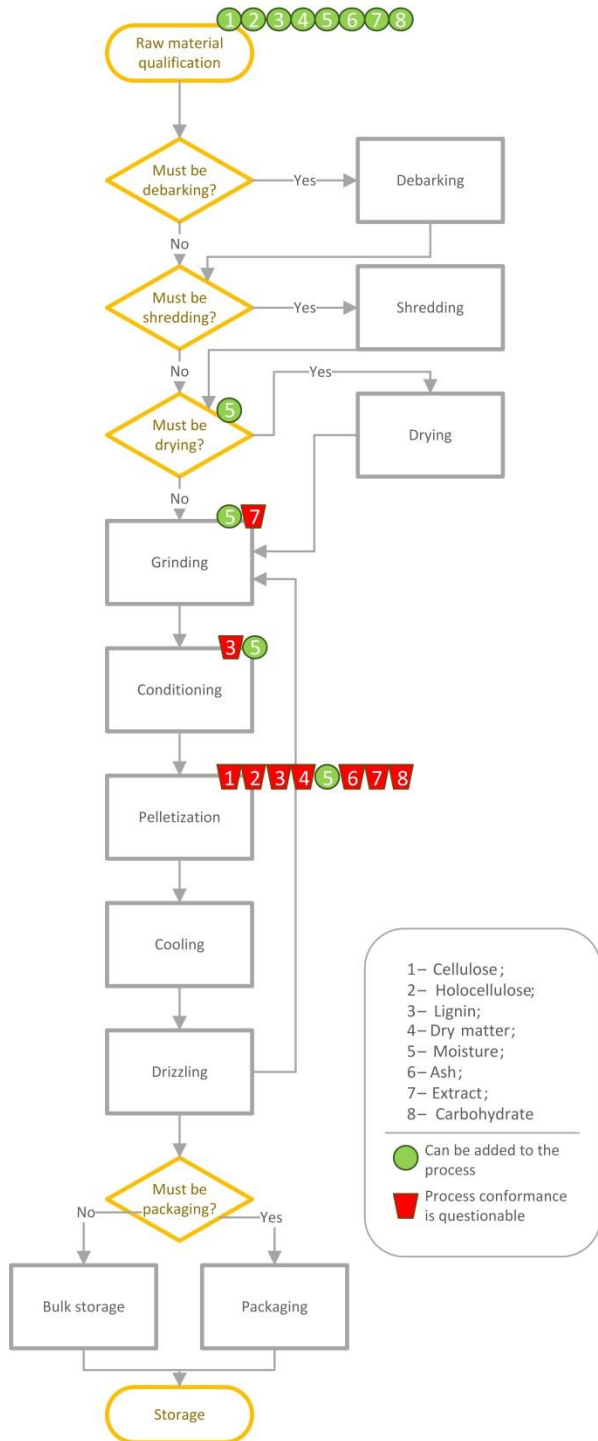 1 2 3 4 5 6 7 8
Raw material
qualification
Must be
debarking?
Yes
Debarking
No
Must be
shredding?
Yes
Shredding
No
Yes
5
Must be
drying?
Drying
No
5 7
Grinding
3 5
Conditioning
1 2 3 4 5 6 7 8
Pelletization
Cooling
Drizzling
Must be
packaging?
No
Yes
Bulk storage
Packaging
Storage
1– Cellulose;
2– Holocellulose;
3– Lignin;
4– Dry matter;
5– Moisture;
6– Ash;
7– Extract;
8– Carbohydrate
Can be added to the
process
Process conformance
is questionable